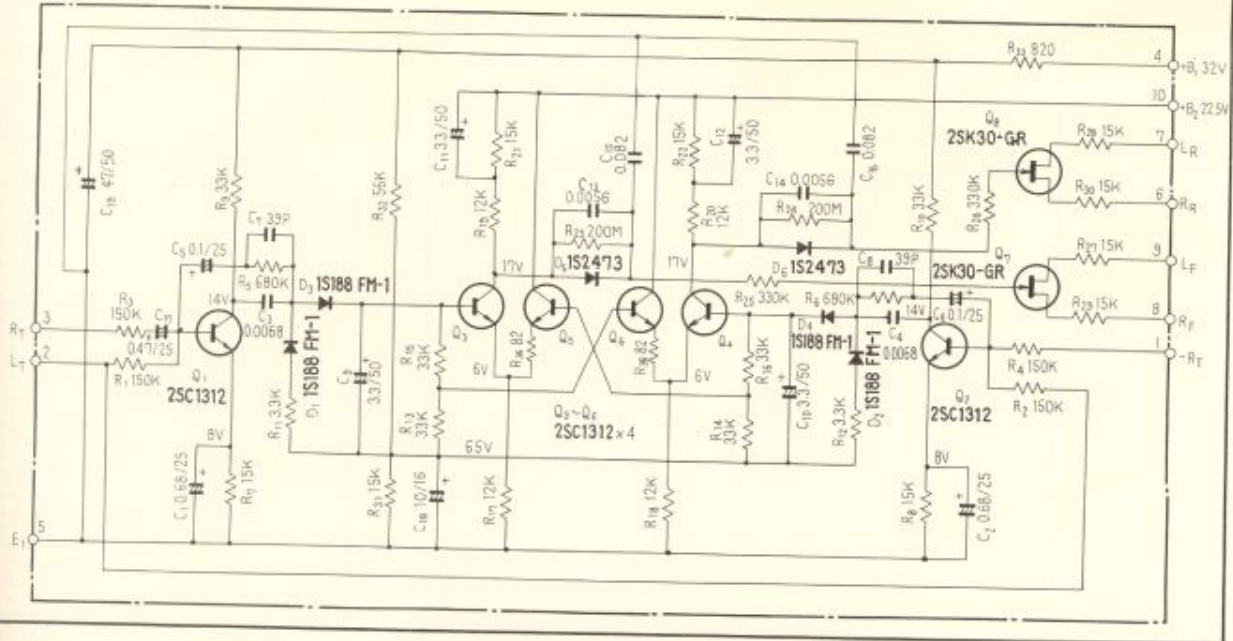 R33 820
4
+B1 32V
10
+B2 22.5V
Q8
2SK30-GR
R28 15K
7
LR
R30 15K
6
RR
R26 330K
Q7
2SK30-GR
R27 15K
9
LF
R29 15K
8
RF
1
-RT
C18 47/50
R9 33K
R32 56K
C11 3.3/50
R21 15K
R19 12K
C15 0.082
C13 0.0056
R23 200M
D5
1S2473
R22 15K
C12 3.3/50
R20 12K
C14 0.0056
R24 200M
1S2473
D6
C16 0.082
R10 33K
C7 39P
R5 680K
C5 0.1/25
14V
C3 0.0068
D3 1S188 FM-1
1S188 FM-1
D1
R11 3.3K
RT
3
LT
2
R3 150K
0.47/25
R1 150K
Q1
2SC1312
8V
C1 0.68/25
R7 15K
C9 3.3/50
R15 33K
R13 33K
R31 15K
6.5V
C19 10/16
17V
Q3
Q5
R36 82
6V
R17 12K
Q3~Q6
2SC1312×4
17V
Q6
Q4
R35 82
6V
R18 12K
R25 330K
R16 33K
R14 33K
C10 3.3/50
D4
1S188 FM-1
C8 39P
R6 680K
14V
C4 0.0068
C6 0.1/25
D2 1S188 FM-1
R12 3.3K
Q2
2SC1312
R4 150K
R2 150K
8V
R8 15K
C2 0.68/25
5
E1